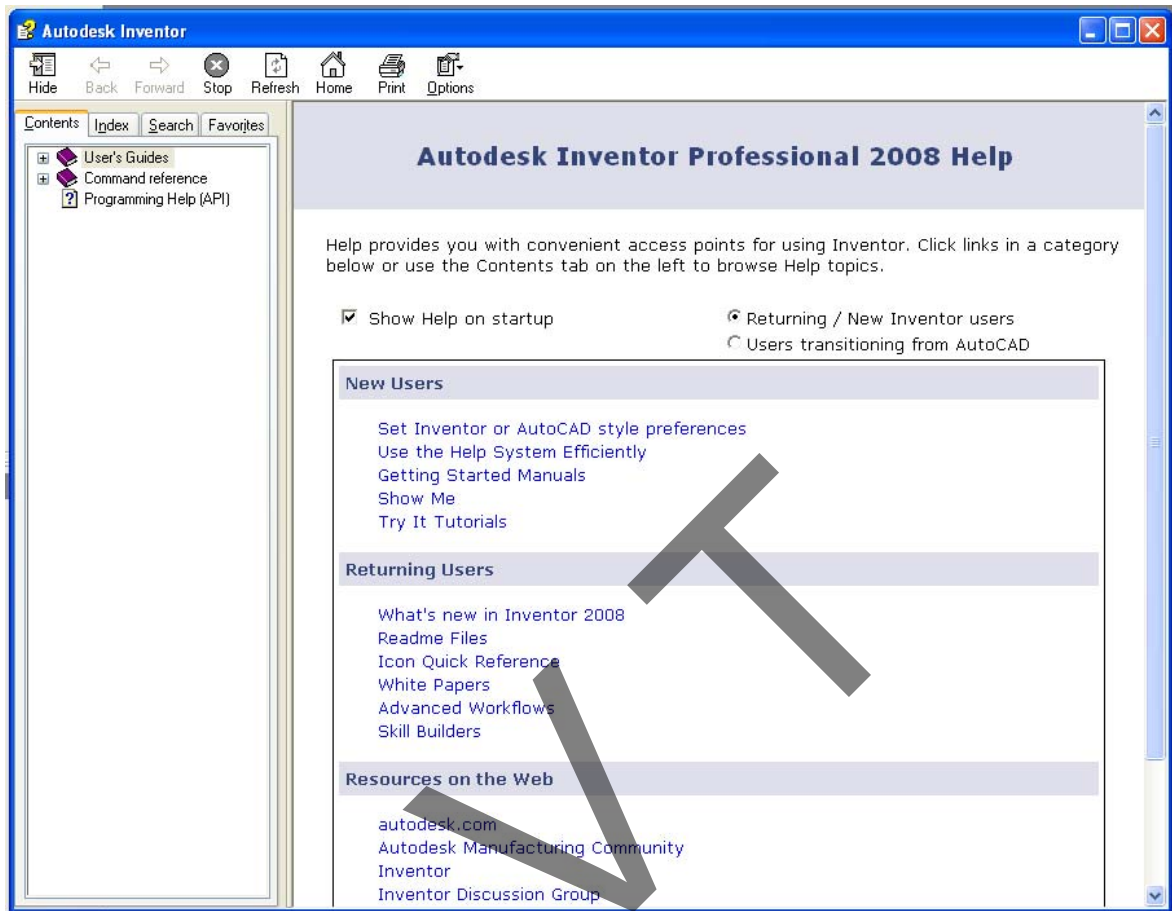 Autodesk Inventor
Hide Back Forward Stop Refresh Home Print Options
Contents Index Search Favorites
User's Guides
Command reference
Programming Help (API)
Autodesk Inventor Professional 2008 Help
Help provides you with convenient access points for using Inventor. Click links in a category
below or use the Contents tab on the left to browse Help topics.
Show Help on startup
Returning / New Inventor users
Users transitioning from AutoCAD
New Users
Set Inventor or AutoCAD style preferences
Use the Help System Efficiently
Getting Started Manuals
Show Me
Try It Tutorials
Returning Users
What's new in Inventor 2008
Readme Files
Icon Quick Reference
White Papers
Advanced Workflows
Skill Builders
Resources on the Web
autodesk.com
Autodesk Manufacturing Community
Inventor
Inventor Discussion Group
VT